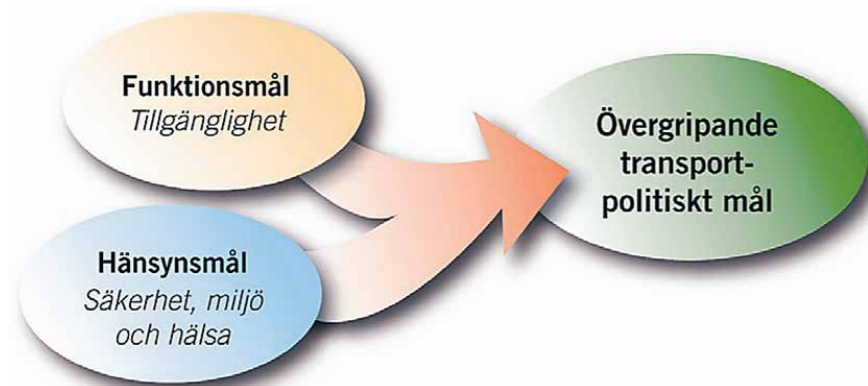 Funktionsmål
Tillgänglighet
Hänsynsmål
Säkerhet, miljö
och hälsa
Övergripande
transport-
politiskt mål